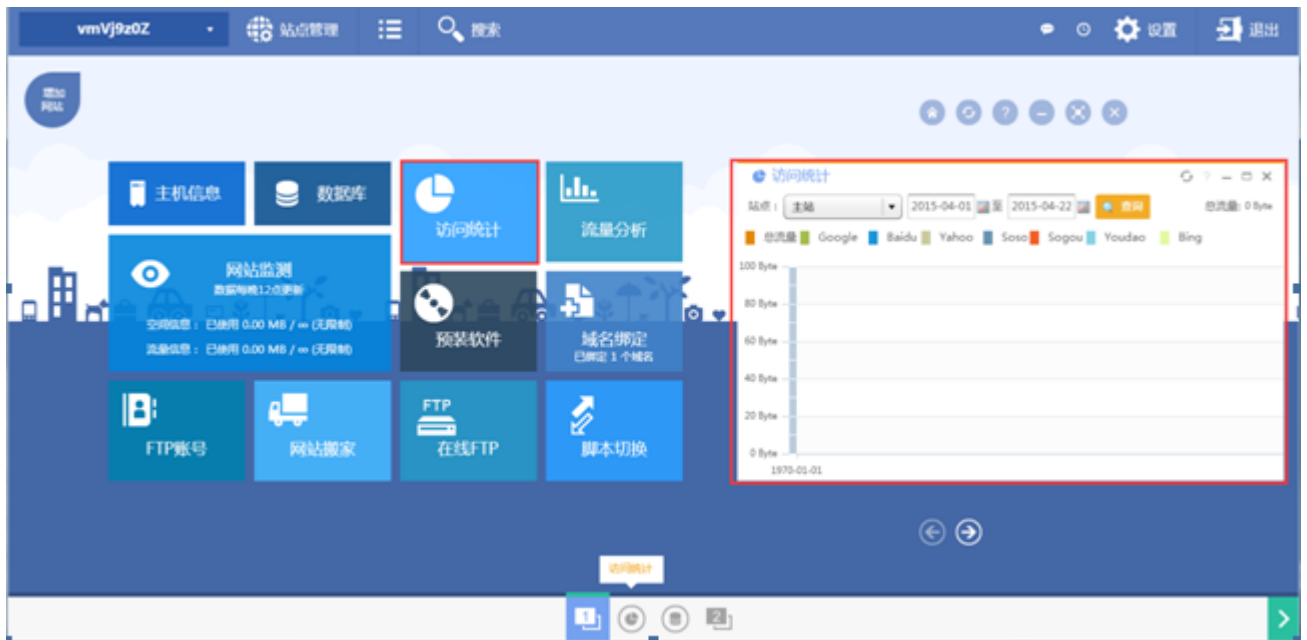 vmVj9z0Z 站点管理 搜索 设置 退出
增加
网站
主机信息 数据库 访问统计 流量分析
网站监测
数据每晚12点更新
空间信息： 已使用 0.00 MB / ∞ (无限制)
流量信息： 已使用 0.00 MB / ∞ (无限制)
预装软件 域名绑定
已绑定 1 个域名
FTP账号 网站搬家 FTP
在线FTP 脚本切换
访问统计
站点： 主站 2015-04-01 至 2015-04-22 查询 总流量: 0 Byte
总流量 Google Baidu Yahoo Soso Sogou Youdao Bing
100 Byte
80 Byte
60 Byte
40 Byte
20 Byte
0 Byte
1970-01-01
访问统计
1 2